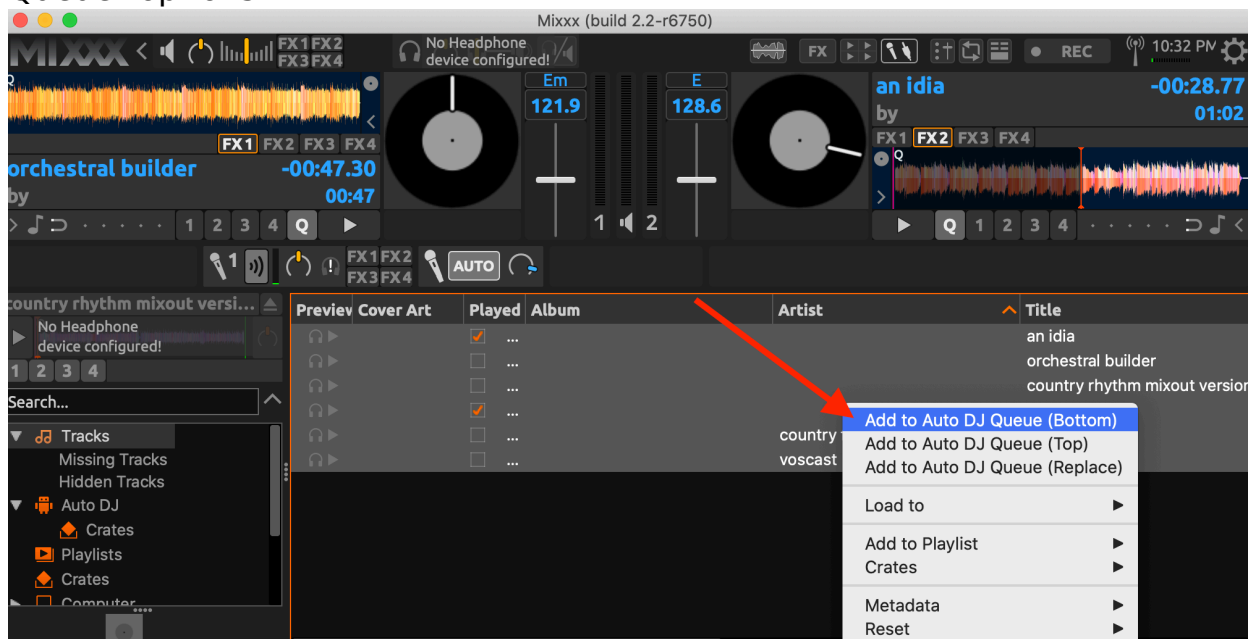 Mixxx (build 2.2-r6750)
MIXXX
FX1 FX2
FX3 FX4
No Headphone
device configured!
FX
REC
10:32 PM
Q
FX1 FX2 FX3 FX4
orchestral builder -00:47.30
by 00:47
1 2 3 4 Q
Em
121.9
E
128.6
1 2
an idia -00:28.77
by 01:02
FX1 FX2 FX3 FX4
Q
Q 1 2 3 4
1
FX1 FX2
FX3 FX4
AUTO
country rhythm mixout versi...
No Headphone
device configured!
1 2 3 4
Search...
Tracks
Missing Tracks
Hidden Tracks
Auto DJ
Crates
Playlists
Crates
Computer
Preview Cover Art Played Album Artist Title
... an idia
... orchestral builder
... country rhythm mixout version
...
... country
... voscast
Add to Auto DJ Queue (Bottom)
Add to Auto DJ Queue (Top)
Add to Auto DJ Queue (Replace)
Load to
Add to Playlist
Crates
Metadata
Reset